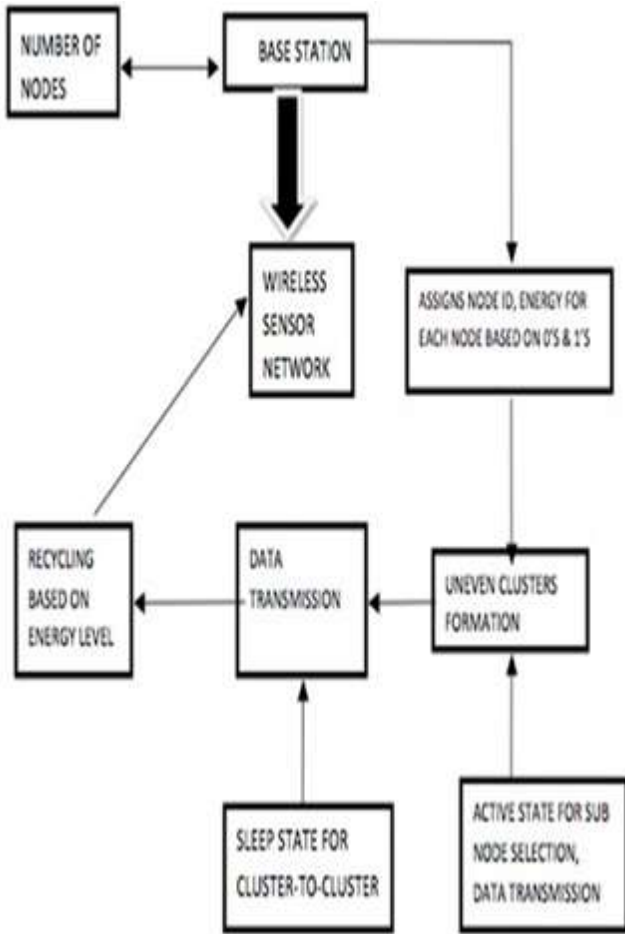 NUMBER OF
NODES
BASE STATION
WIRELESS
SENSOR
NETWORK
ASSIGNS NODE ID, ENERGY FOR
EACH NODE BASED ON 0'S & 1'S
RECYCLING
BASED ON
ENERGY LEVEL
DATA
TRANSMISSION
UNEVEN CLUSTERS
FORMATION
SLEEP STATE FOR
CLUSTER-TO-CLUSTER
ACTIVE STATE FOR SUB
NODE SELECTION,
DATA TRANSMISSION